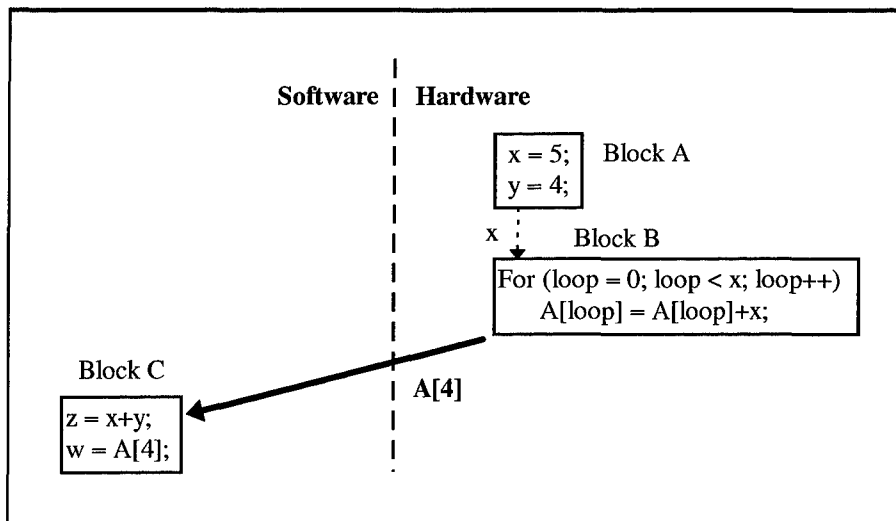 Software Hardware
x = 5;
y = 4;
Block A
x
Block B
For (loop = 0; loop < x; loop++)
A[loop] = A[loop]+x;
A[4]
Block C
z = x+y;
w = A[4];